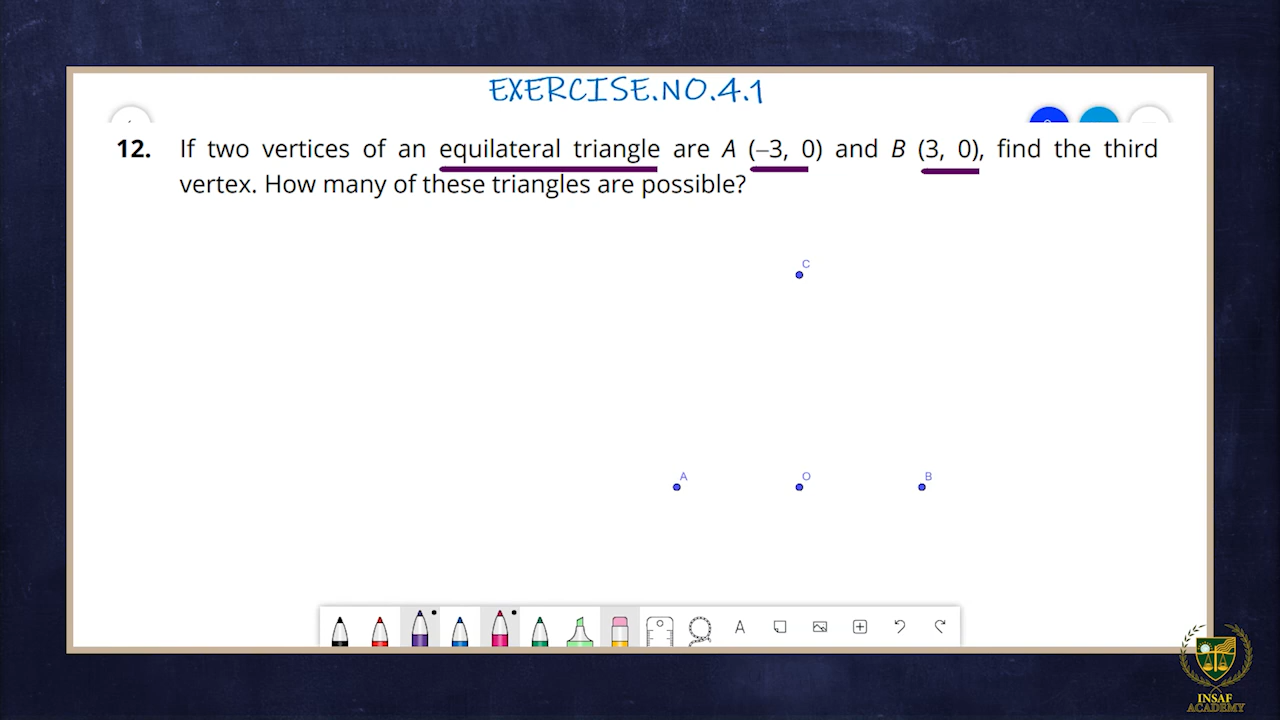 EXERCISE.NO.4.1
12. If two vertices of an equilateral triangle are A (–3, 0) and B (3, 0), find the third
vertex. How many of these triangles are possible?
C
A O B
A
INSAF
ACADEMY